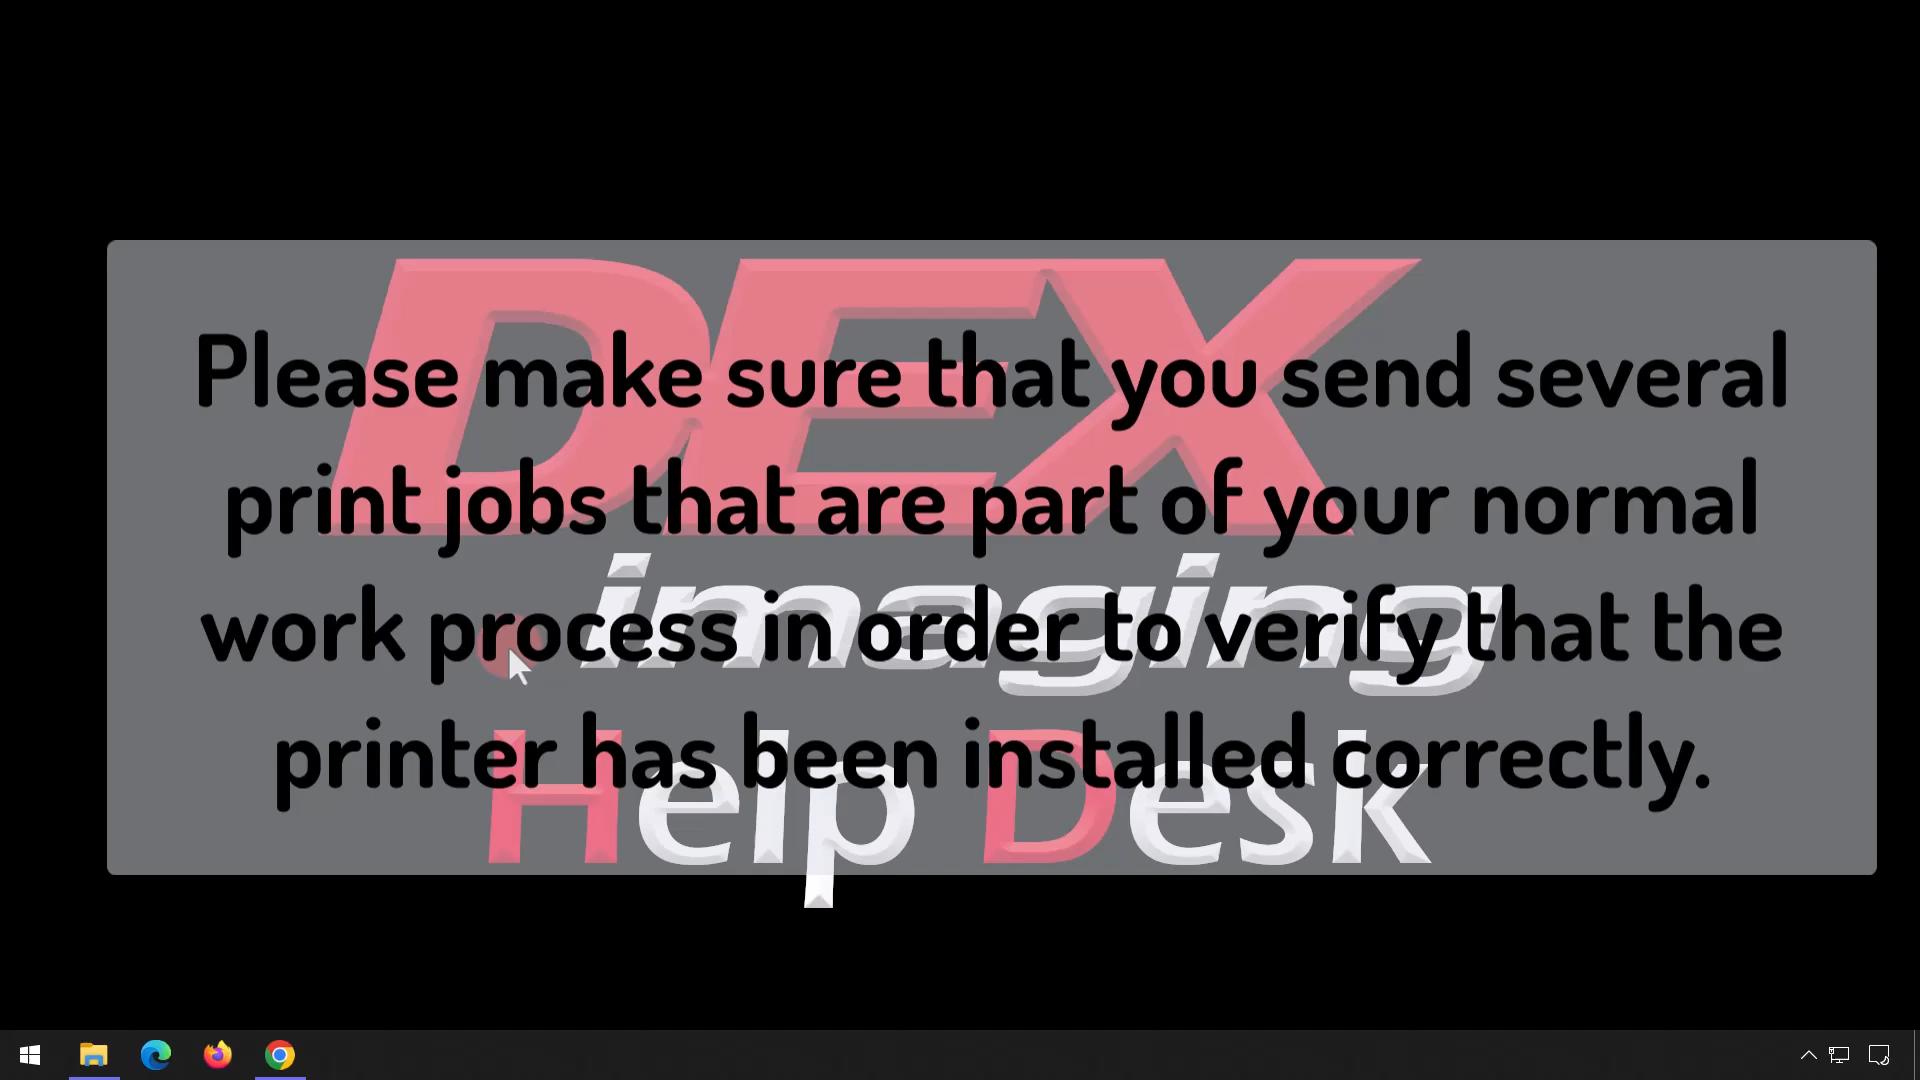 Please make sure that you send several
print jobs that are part of your normal
work process in order to verify that the
printer has been installed correctly.
DEX
imaging
Help Desk